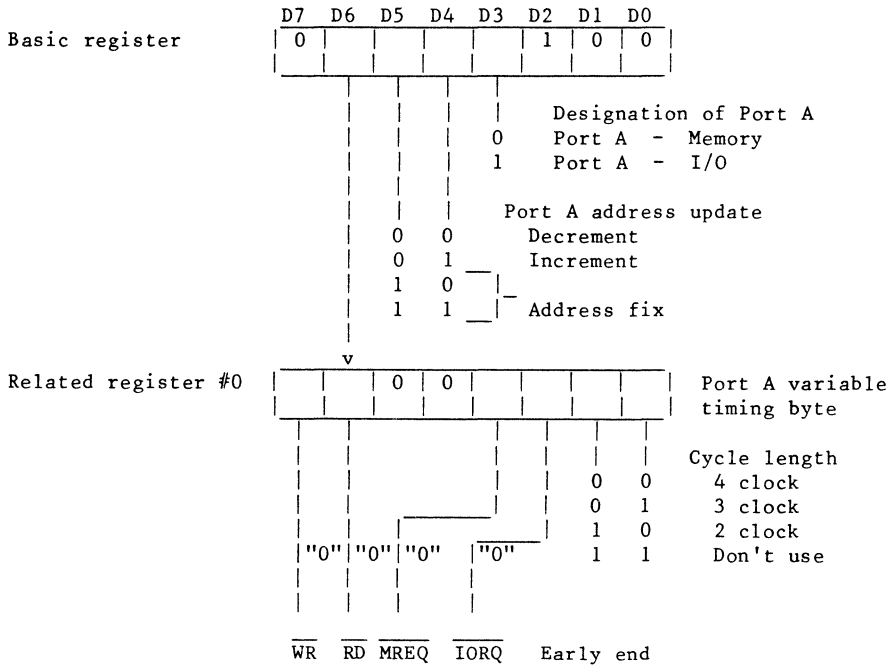 D7 D6 D5 D4 D3 D2 D1 D0
Basic register 0 1 0 0
Designation of Port A
0 Port A - Memory
1 Port A - I/O
Port A address update
0 0 Decrement
0 1 Increment
1 0
1 1 Address fix
Related register #0 0 0 Port A variable
timing byte
Cycle length
0 0 4 clock
0 1 3 clock
1 0 2 clock
"0" "0" "0" "0" 1 1 Don't use
WR RD MREQ IORQ Early end